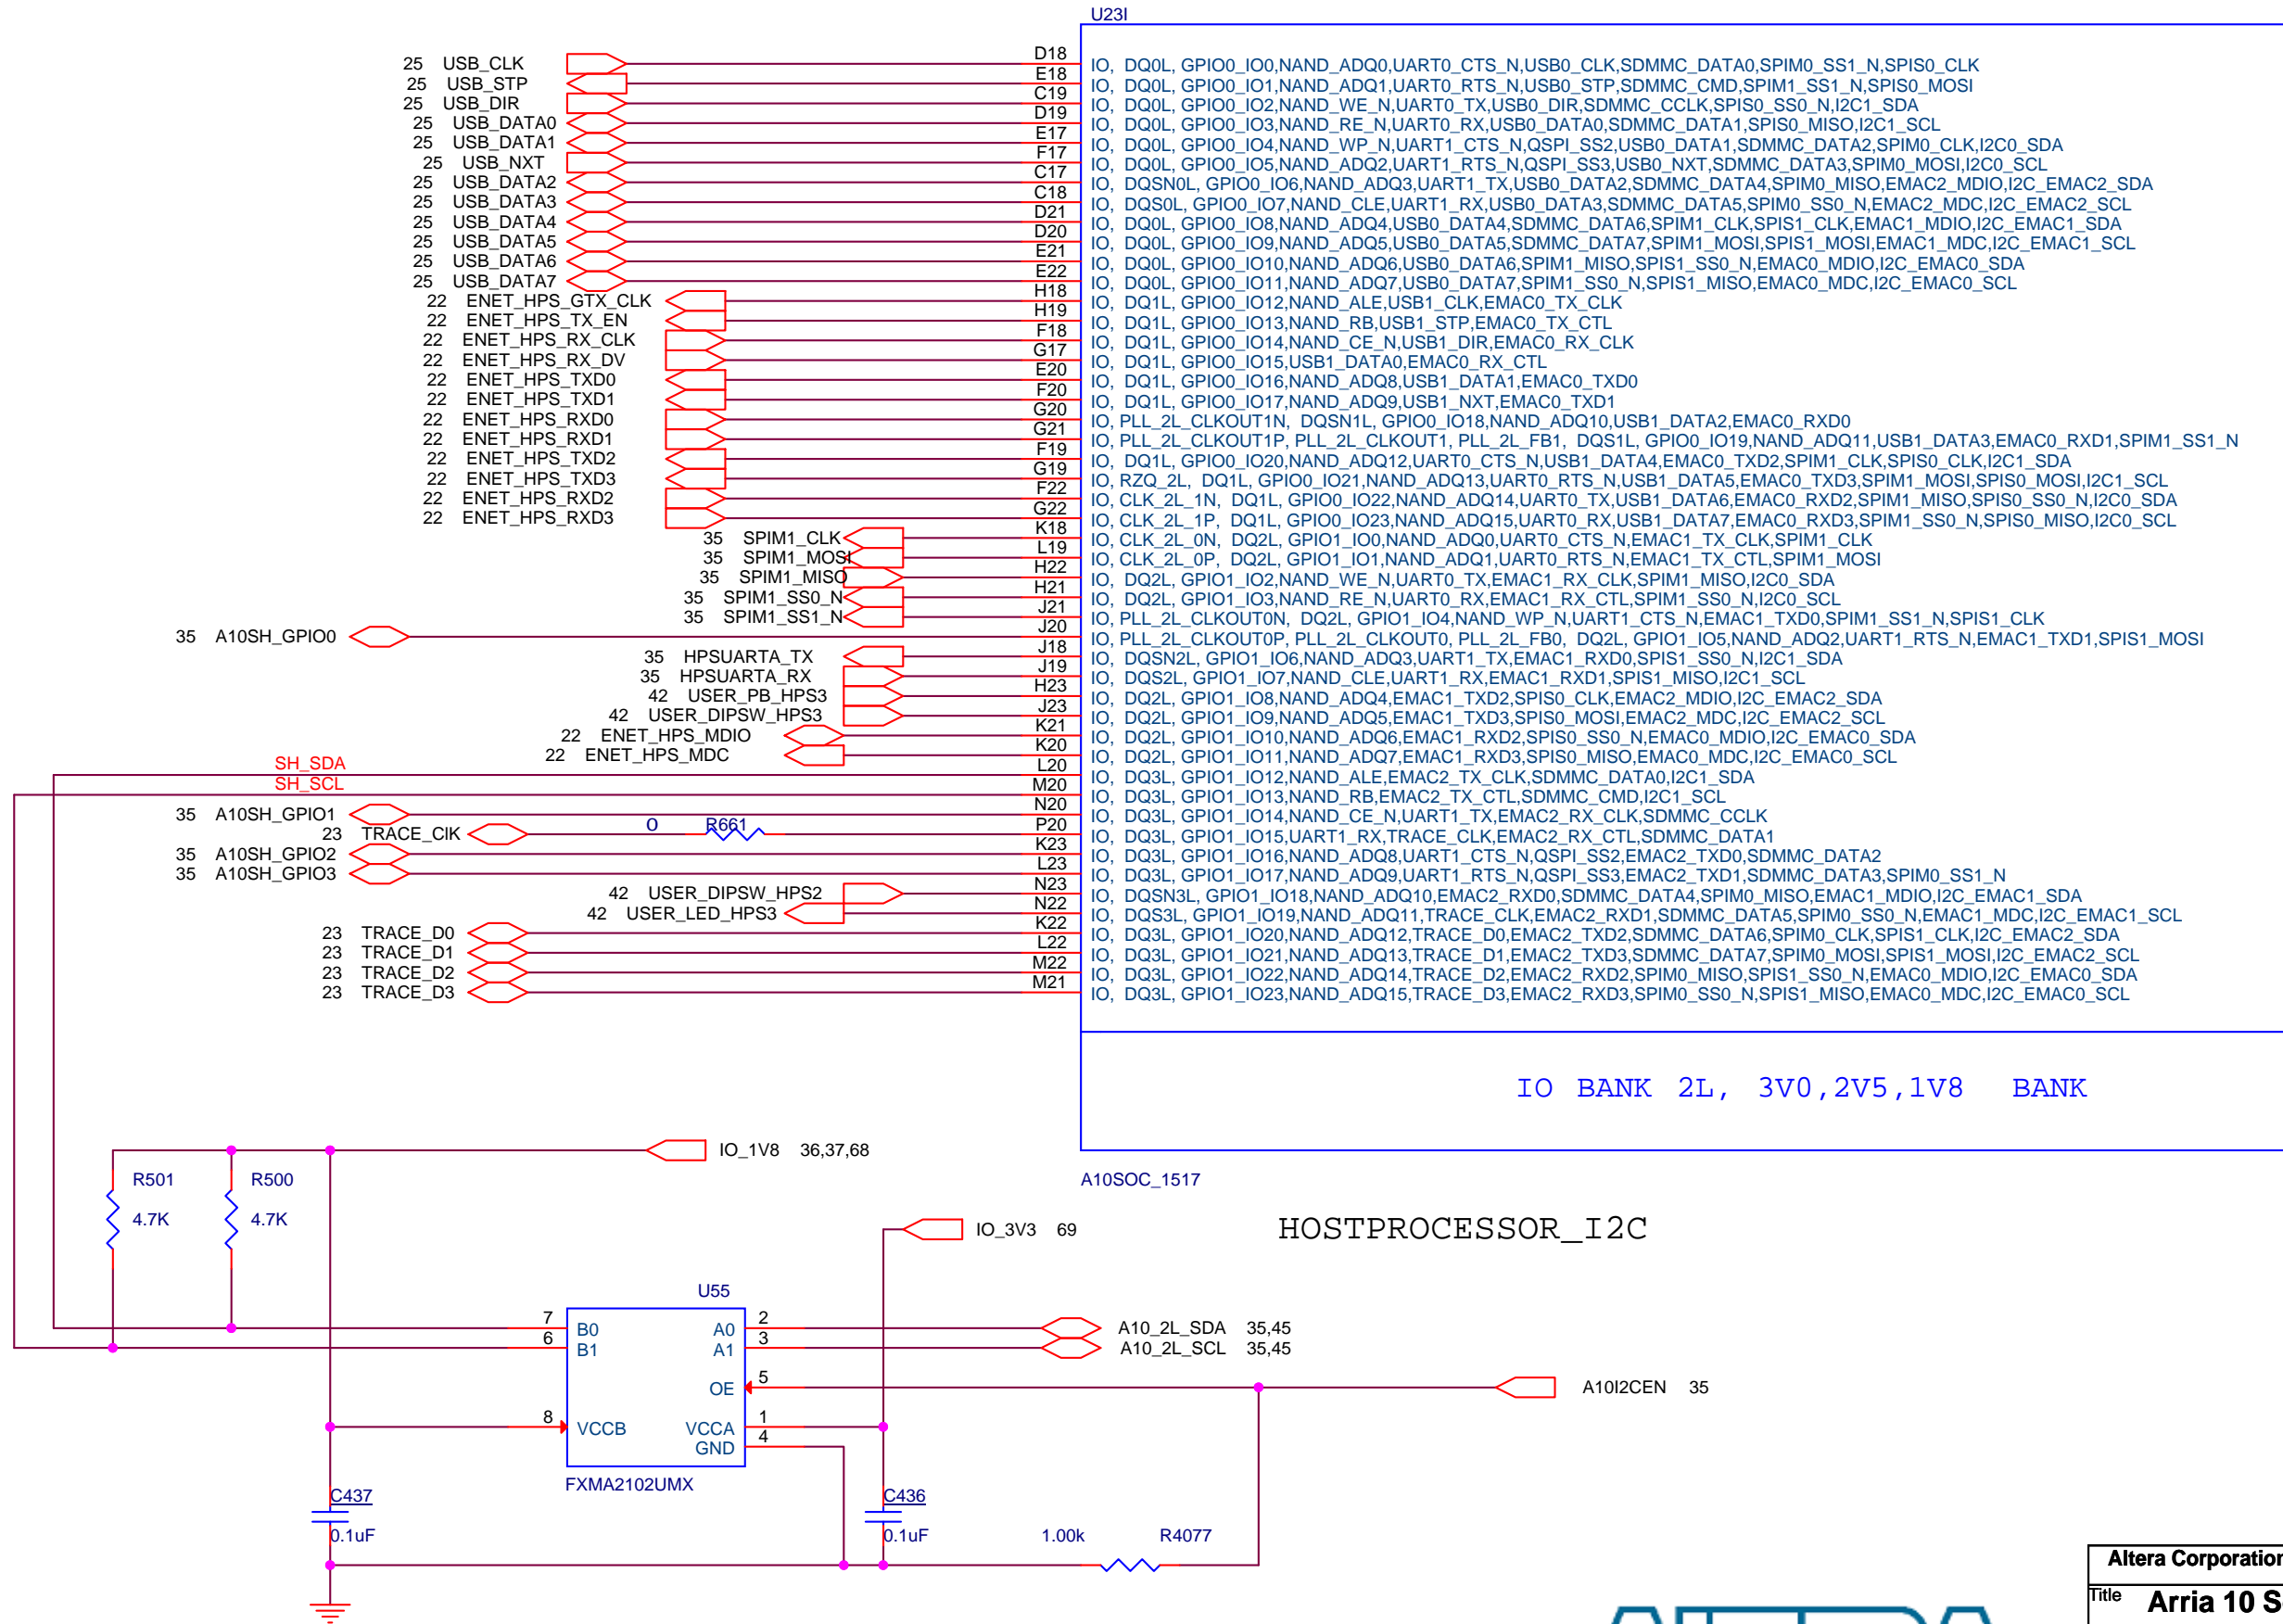 U23I
25 USB_CLK D18 IO, DQ0L, GPIO0_IO0,NAND_ADQ0,UART0_CTS_N,USB0_CLK,SDMMC_DATA0,SPIM0_SS1_N,SPIS0_CLK
25 USB_STP E18 IO, DQ0L, GPIO0_IO1,NAND_ADQ1,UART0_RTS_N,USB0_STP,SDMMC_CMD,SPIM1_SS1_N,SPIS0_MOSI
25 USB_DIR C19 IO, DQ0L, GPIO0_IO2,NAND_WE_N,UART0_TX,USB0_DIR,SDMMC_CCLK,SPIS0_SS0_N,I2C1_SDA
25 USB_DATA0 D19 IO, DQ0L, GPIO0_IO3,NAND_RE_N,UART0_RX,USB0_DATA0,SDMMC_DATA1,SPIS0_MISO,I2C1_SCL
25 USB_DATA1 E17 IO, DQ0L, GPIO0_IO4,NAND_WP_N,UART1_CTS_N,QSPI_SS2,USB0_DATA1,SDMMC_DATA2,SPIM0_CLK,I2C0_SDA
25 USB_NXT F17 IO, DQ0L, GPIO0_IO5,NAND_ADQ2,UART1_RTS_N,QSPI_SS3,USB0_NXT,SDMMC_DATA3,SPIM0_MOSI,I2C0_SCL
25 USB_DATA2 C17 IO, DQSN0L, GPIO0_IO6,NAND_ADQ3,UART1_TX,USB0_DATA2,SDMMC_DATA4,SPIM0_MISO,EMAC2_MDIO,I2C_EMAC2_SDA
25 USB_DATA3 C18 IO, DQS0L, GPIO0_IO7,NAND_CLE,UART1_RX,USB0_DATA3,SDMMC_DATA5,SPIM0_SS0_N,EMAC2_MDC,I2C_EMAC2_SCL
25 USB_DATA4 D21 IO, DQ0L, GPIO0_IO8,NAND_ADQ4,USB0_DATA4,SDMMC_DATA6,SPIM1_CLK,SPIS1_CLK,EMAC1_MDIO,I2C_EMAC1_SDA
25 USB_DATA5 D20 IO, DQ0L, GPIO0_IO9,NAND_ADQ5,USB0_DATA5,SDMMC_DATA7,SPIM1_MOSI,SPIS1_MOSI,EMAC1_MDC,I2C_EMAC1_SCL
25 USB_DATA6 E21 IO, DQ0L, GPIO0_IO10,NAND_ADQ6,USB0_DATA6,SPIM1_MISO,SPIS1_SS0_N,EMAC0_MDIO,I2C_EMAC0_SDA
25 USB_DATA7 E22 IO, DQ0L, GPIO0_IO11,NAND_ADQ7,USB0_DATA7,SPIM1_SS0_N,SPIS1_MISO,EMAC0_MDC,I2C_EMAC0_SCL
22 ENET_HPS_GTX_CLK H18 IO, DQ1L, GPIO0_IO12,NAND_ALE,USB1_CLK,EMAC0_TX_CLK
22 ENET_HPS_TX_EN H19 IO, DQ1L, GPIO0_IO13,NAND_RB,USB1_STP,EMAC0_TX_CTL
22 ENET_HPS_RX_CLK F18 IO, DQ1L, GPIO0_IO14,NAND_CE_N,USB1_DIR,EMAC0_RX_CLK
22 ENET_HPS_RX_DV G17 IO, DQ1L, GPIO0_IO15,USB1_DATA0,EMAC0_RX_CTL
22 ENET_HPS_TXD0 E20 IO, DQ1L, GPIO0_IO16,NAND_ADQ8,USB1_DATA1,EMAC0_TXD0
22 ENET_HPS_TXD1 F20 IO, DQ1L, GPIO0_IO17,NAND_ADQ9,USB1_NXT,EMAC0_TXD1
22 ENET_HPS_RXD0 G20 IO, PLL_2L_CLKOUT1N, DQSN1L, GPIO0_IO18,NAND_ADQ10,USB1_DATA2,EMAC0_RXD0
22 ENET_HPS_RXD1 G21 IO, PLL_2L_CLKOUT1P, PLL_2L_CLKOUT1, PLL_2L_FB1, DQS1L, GPIO0_IO19,NAND_ADQ11,USB1_DATA3,EMAC0_RXD1,SPIM1_SS1_N
22 ENET_HPS_TXD2 F19 IO, DQ1L, GPIO0_IO20,NAND_ADQ12,UART0_CTS_N,USB1_DATA4,EMAC0_TXD2,SPIM1_CLK,SPIS0_CLK,I2C1_SDA
22 ENET_HPS_TXD3 G19 IO, RZQ_2L, DQ1L, GPIO0_IO21,NAND_ADQ13,UART0_RTS_N,USB1_DATA5,EMAC0_TXD3,SPIM1_MOSI,SPIS0_MOSI,I2C1_SCL
22 ENET_HPS_RXD2 F22 IO, CLK_2L_1N, DQ1L, GPIO0_IO22,NAND_ADQ14,UART0_TX,USB1_DATA6,EMAC0_RXD2,SPIM1_MISO,SPIS0_SS0_N,I2C0_SDA
22 ENET_HPS_RXD3 G22 IO, CLK_2L_1P, DQ1L, GPIO0_IO23,NAND_ADQ15,UART0_RX,USB1_DATA7,EMAC0_RXD3,SPIM1_SS0_N,SPIS0_MISO,I2C0_SCL
35 SPIM1_CLK K18 IO, CLK_2L_0N, DQ2L, GPIO1_IO0,NAND_ADQ0,UART0_CTS_N,EMAC1_TX_CLK,SPIM1_CLK
35 SPIM1_MOSI L19 IO, CLK_2L_0P, DQ2L, GPIO1_IO1,NAND_ADQ1,UART0_RTS_N,EMAC1_TX_CTL,SPIM1_MOSI
35 SPIM1_MISO H22 IO, DQ2L, GPIO1_IO2,NAND_WE_N,UART0_TX,EMAC1_RX_CLK,SPIM1_MISO,I2C0_SDA
35 SPIM1_SS0_N H21 IO, DQ2L, GPIO1_IO3,NAND_RE_N,UART0_RX,EMAC1_RX_CTL,SPIM1_SS0_N,I2C0_SCL
35 SPIM1_SS1_N J21 IO, PLL_2L_CLKOUT0N, DQ2L, GPIO1_IO4,NAND_WP_N,UART1_CTS_N,EMAC1_TXD0,SPIM1_SS1_N,SPIS1_CLK
35 A10SH_GPIO0 J20 IO, PLL_2L_CLKOUT0P, PLL_2L_CLKOUT0, PLL_2L_FB0, DQ2L, GPIO1_IO5,NAND_ADQ2,UART1_RTS_N,EMAC1_TXD1,SPIS1_MOSI
35 HPSUARTA_TX J18 IO, DQSN2L, GPIO1_IO6,NAND_ADQ3,UART1_TX,EMAC1_RXD0,SPIS1_SS0_N,I2C1_SDA
35 HPSUARTA_RX J19 IO, DQS2L, GPIO1_IO7,NAND_CLE,UART1_RX,EMAC1_RXD1,SPIS1_MISO,I2C1_SCL
42 USER_PB_HPS3 H23 IO, DQ2L, GPIO1_IO8,NAND_ADQ4,EMAC1_TXD2,SPIS0_CLK,EMAC2_MDIO,I2C_EMAC2_SDA
42 USER_DIPSW_HPS3 J23 IO, DQ2L, GPIO1_IO9,NAND_ADQ5,EMAC1_TXD3,SPIS0_MOSI,EMAC2_MDC,I2C_EMAC2_SCL
22 ENET_HPS_MDIO K21 IO, DQ2L, GPIO1_IO10,NAND_ADQ6,EMAC1_RXD2,SPIS0_SS0_N,EMAC0_MDIO,I2C_EMAC0_SDA
22 ENET_HPS_MDC K20 IO, DQ2L, GPIO1_IO11,NAND_ADQ7,EMAC1_RXD3,SPIS0_MISO,EMAC0_MDC,I2C_EMAC0_SCL
SH_SDA L20 IO, DQ3L, GPIO1_IO12,NAND_ALE,EMAC2_TX_CLK,SDMMC_DATA0,I2C1_SDA
SH_SCL M20 IO, DQ3L, GPIO1_IO13,NAND_RB,EMAC2_TX_CTL,SDMMC_CMD,I2C1_SCL
35 A10SH_GPIO1 N20 IO, DQ3L, GPIO1_IO14,NAND_CE_N,UART1_TX,EMAC2_RX_CLK,SDMMC_CCLK
23 TRACE_ClK 0 R661 P20 IO, DQ3L, GPIO1_IO15,UART1_RX,TRACE_CLK,EMAC2_RX_CTL,SDMMC_DATA1
35 A10SH_GPIO2 K23 IO, DQ3L, GPIO1_IO16,NAND_ADQ8,UART1_CTS_N,QSPI_SS2,EMAC2_TXD0,SDMMC_DATA2
35 A10SH_GPIO3 L23 IO, DQ3L, GPIO1_IO17,NAND_ADQ9,UART1_RTS_N,QSPI_SS3,EMAC2_TXD1,SDMMC_DATA3,SPIM0_SS1_N
42 USER_DIPSW_HPS2 N23 IO, DQSN3L, GPIO1_IO18,NAND_ADQ10,EMAC2_RXD0,SDMMC_DATA4,SPIM0_MISO,EMAC1_MDIO,I2C_EMAC1_SDA
42 USER_LED_HPS3 N22 IO, DQS3L, GPIO1_IO19,NAND_ADQ11,TRACE_CLK,EMAC2_RXD1,SDMMC_DATA5,SPIM0_SS0_N,EMAC1_MDC,I2C_EMAC1_SCL
23 TRACE_D0 K22 IO, DQ3L, GPIO1_IO20,NAND_ADQ12,TRACE_D0,EMAC2_TXD2,SDMMC_DATA6,SPIM0_CLK,SPIS1_CLK,I2C_EMAC2_SDA
23 TRACE_D1 L22 IO, DQ3L, GPIO1_IO21,NAND_ADQ13,TRACE_D1,EMAC2_TXD3,SDMMC_DATA7,SPIM0_MOSI,SPIS1_MOSI,I2C_EMAC2_SCL
23 TRACE_D2 M22 IO, DQ3L, GPIO1_IO22,NAND_ADQ14,TRACE_D2,EMAC2_RXD2,SPIM0_MISO,SPIS1_SS0_N,EMAC0_MDIO,I2C_EMAC0_SDA
23 TRACE_D3 M21 IO, DQ3L, GPIO1_IO23,NAND_ADQ15,TRACE_D3,EMAC2_RXD3,SPIM0_SS0_N,SPIS1_MISO,EMAC0_MDC,I2C_EMAC0_SCL
IO BANK 2L, 3V0,2V5,1V8 BANK
IO_1V8 36,37,68
A10SOC_1517
R501 R500
4.7K 4.7K
IO_3V3 69
HOSTPROCESSOR_I2C
U55
7 B0 A0 2 A10_2L_SDA 35,45
6 B1 A1 3 A10_2L_SCL 35,45
OE 5 A10I2CEN 35
8 VCCB VCCA 1
GND 4
FXMA2102UMX
C437 C436
0.1uF 0.1uF 1.00k R4077
Altera Corporation
Title Arria 10 S
ALTERA